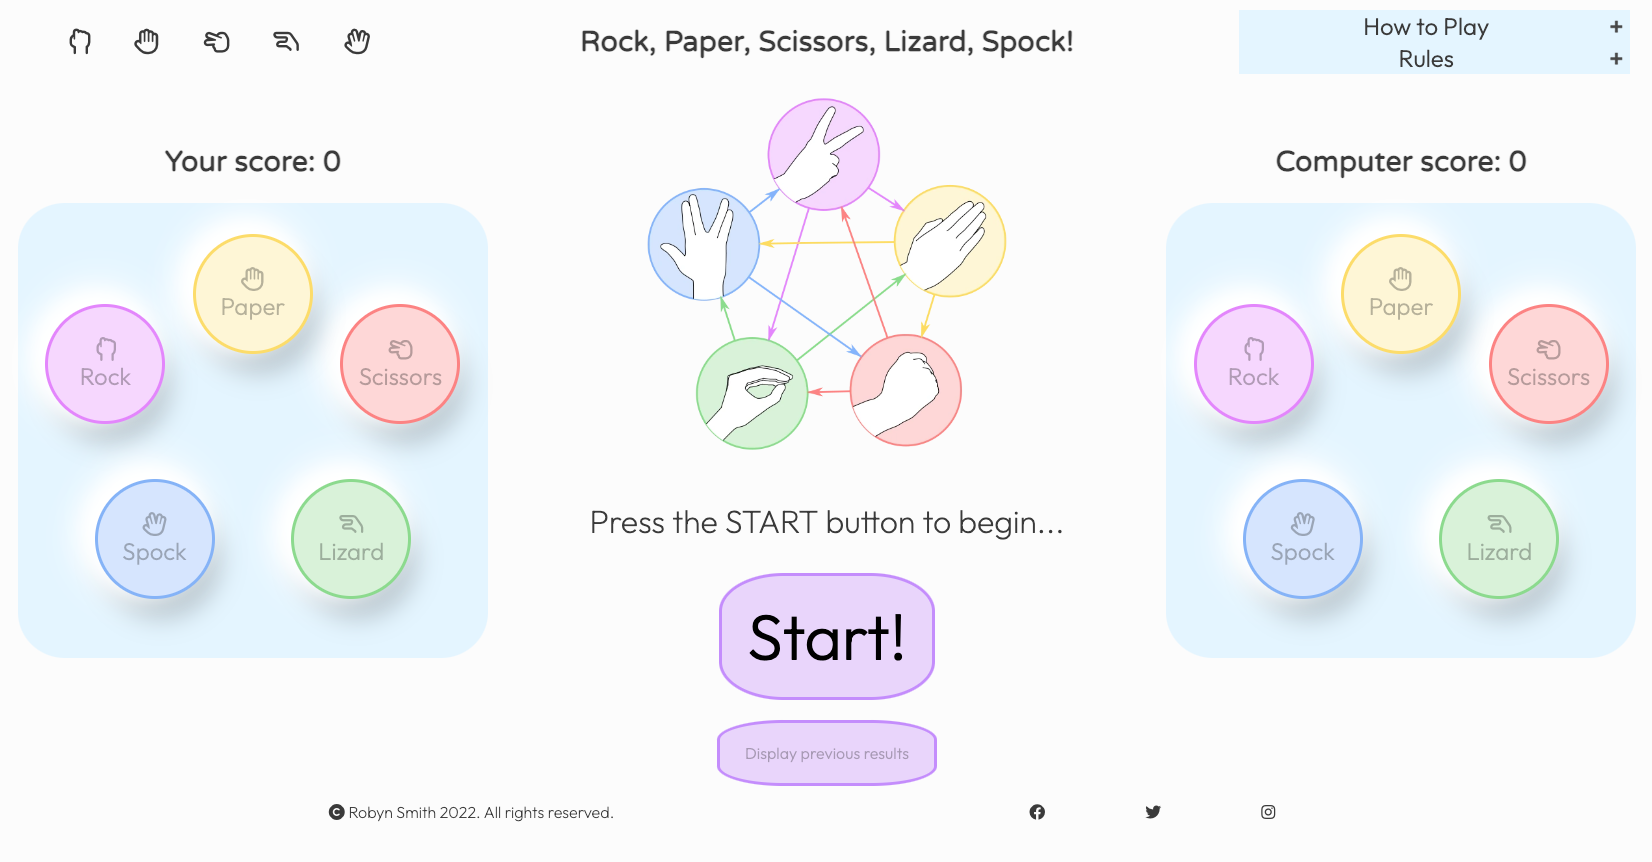 Rock, Paper, Scissors, Lizard, Spock!
How to Play +
Rules +
Your score: 0
Paper
Rock
Scissors
Spock
Lizard
Computer score: 0
Paper
Rock
Scissors
Spock
Lizard
Press the START button to begin...
Start!
Display previous results
© Robyn Smith 2022. All rights reserved.